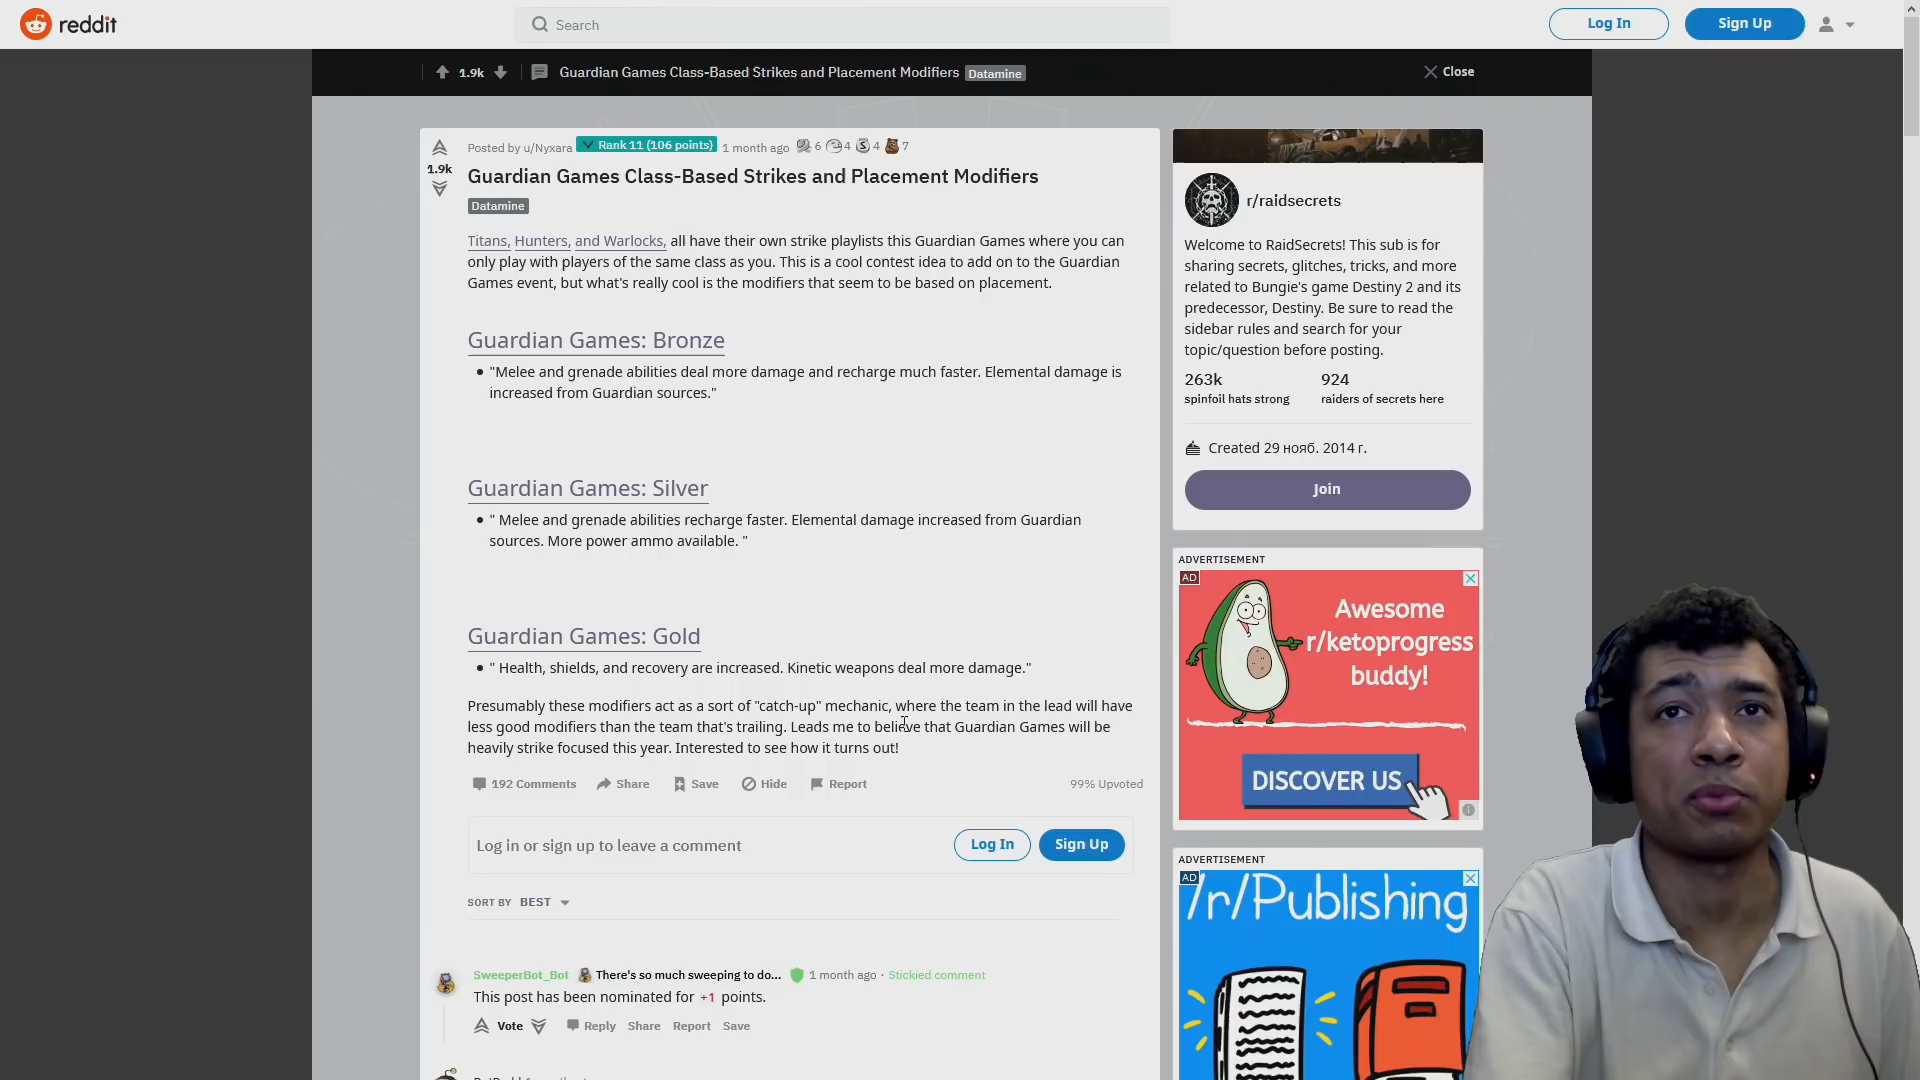 reddit
Search
Log In
Sign Up
1.9k
Guardian Games Class-Based Strikes and Placement Modifiers Datamine
Close
Posted by u/Nyxara Rank 11 (106 points) 1 month ago 6 4 4 7
1.9k
Guardian Games Class-Based Strikes and Placement Modifiers
Datamine
Titans, Hunters, and Warlocks, all have their own strike playlists this Guardian Games where you can
only play with players of the same class as you. This is a cool contest idea to add on to the Guardian
Games event, but what's really cool is the modifiers that seem to be based on placement.
Guardian Games: Bronze
• "Melee and grenade abilities deal more damage and recharge much faster. Elemental damage is
increased from Guardian sources."
Guardian Games: Silver
• " Melee and grenade abilities recharge faster. Elemental damage increased from Guardian
sources. More power ammo available. "
Guardian Games: Gold
• " Health, shields, and recovery are increased. Kinetic weapons deal more damage."
Presumably these modifiers act as a sort of "catch-up" mechanic, where the team in the lead will have
less good modifiers than the team that's trailing. Leads me to believe that Guardian Games will be
heavily strike focused this year. Interested to see how it turns out!
192 Comments Share Save Hide Report 99% Upvoted
Log in or sign up to leave a comment Log In Sign Up
SORT BY BEST
SweeperBot_Bot There's so much sweeping to do... 1 month ago · Stickied comment
This post has been nominated for +1 points.
Vote Reply Share Report Save
r/raidsecrets
Welcome to RaidSecrets! This sub is for
sharing secrets, glitches, tricks, and more
related to Bungie's game Destiny 2 and its
predecessor, Destiny. Be sure to read the
sidebar rules and search for your
topic/question before posting.
263k 924
spinfoil hats strong raiders of secrets here
Created 29 нояб. 2014 г.
Join
ADVERTISEMENT
AD
Awesome
r/ketoprogress
buddy!
DISCOVER US
ADVERTISEMENT
AD
/r/Publishing